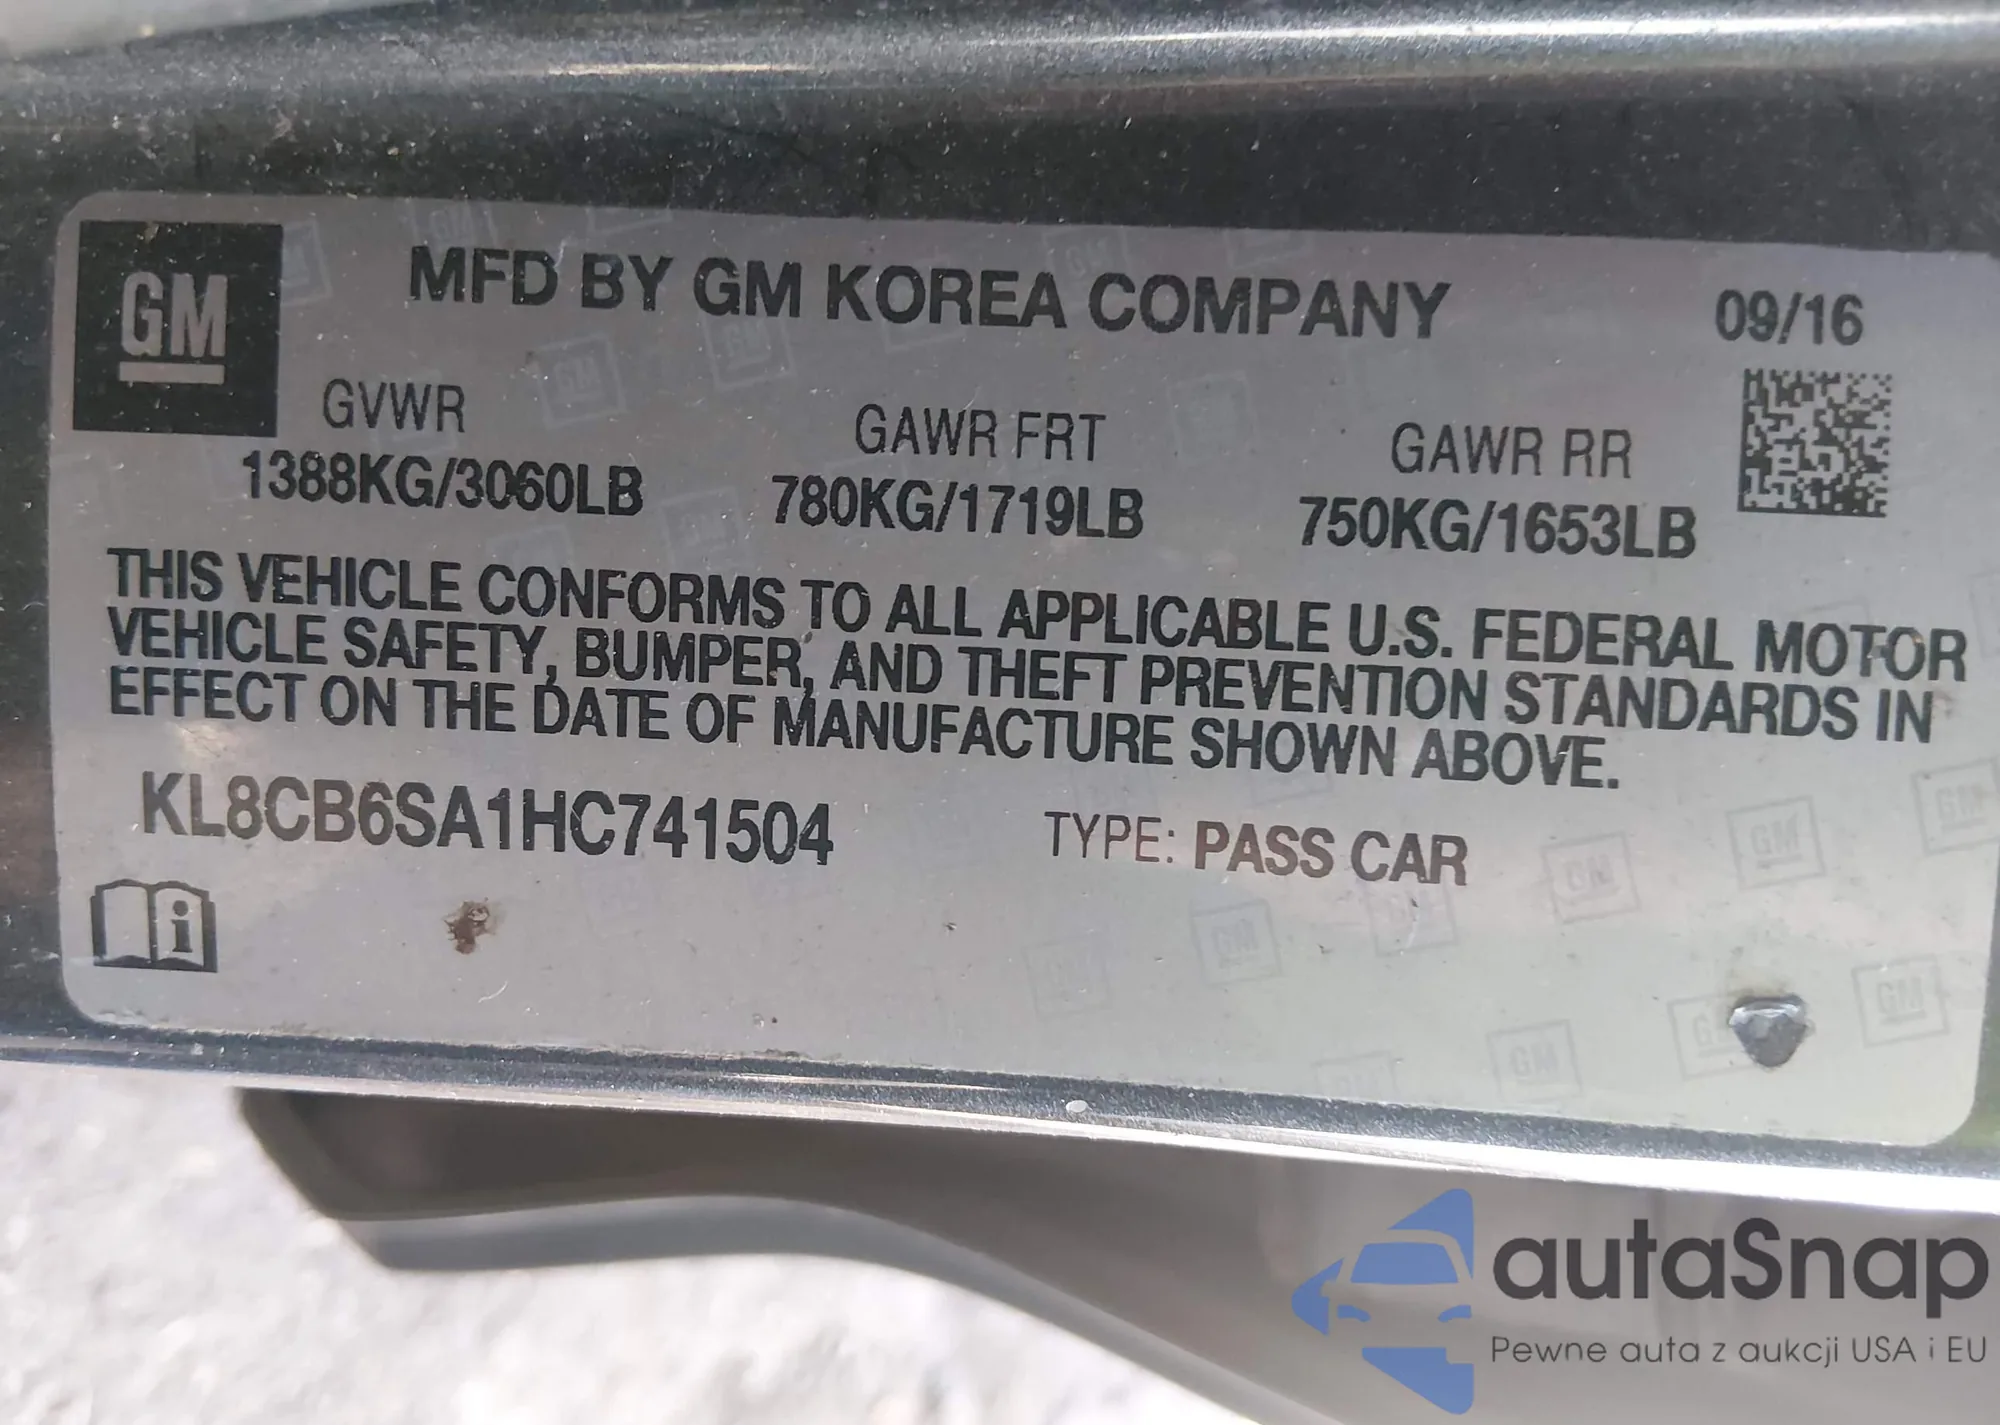 GM
MFD BY GM KOREA COMPANY
09/16
GVWR
GAWR FRT
GAWR RR
1388KG/3060LB
780KG/1719LB
750KG/1653LB
THIS VEHICLE CONFORMS TO ALL APPLICABLE U.S. FEDERAL MOTOR
VEHICLE SAFETY, BUMPER, AND THEFT PREVENTION STANDARDS IN
EFFECT ON THE DATE OF MANUFACTURE SHOWN ABOVE.
KL8CB6SA1HC741504
TYPE: PASS CAR
i
autaSnap
Pewne auta z aukcji USA i EU